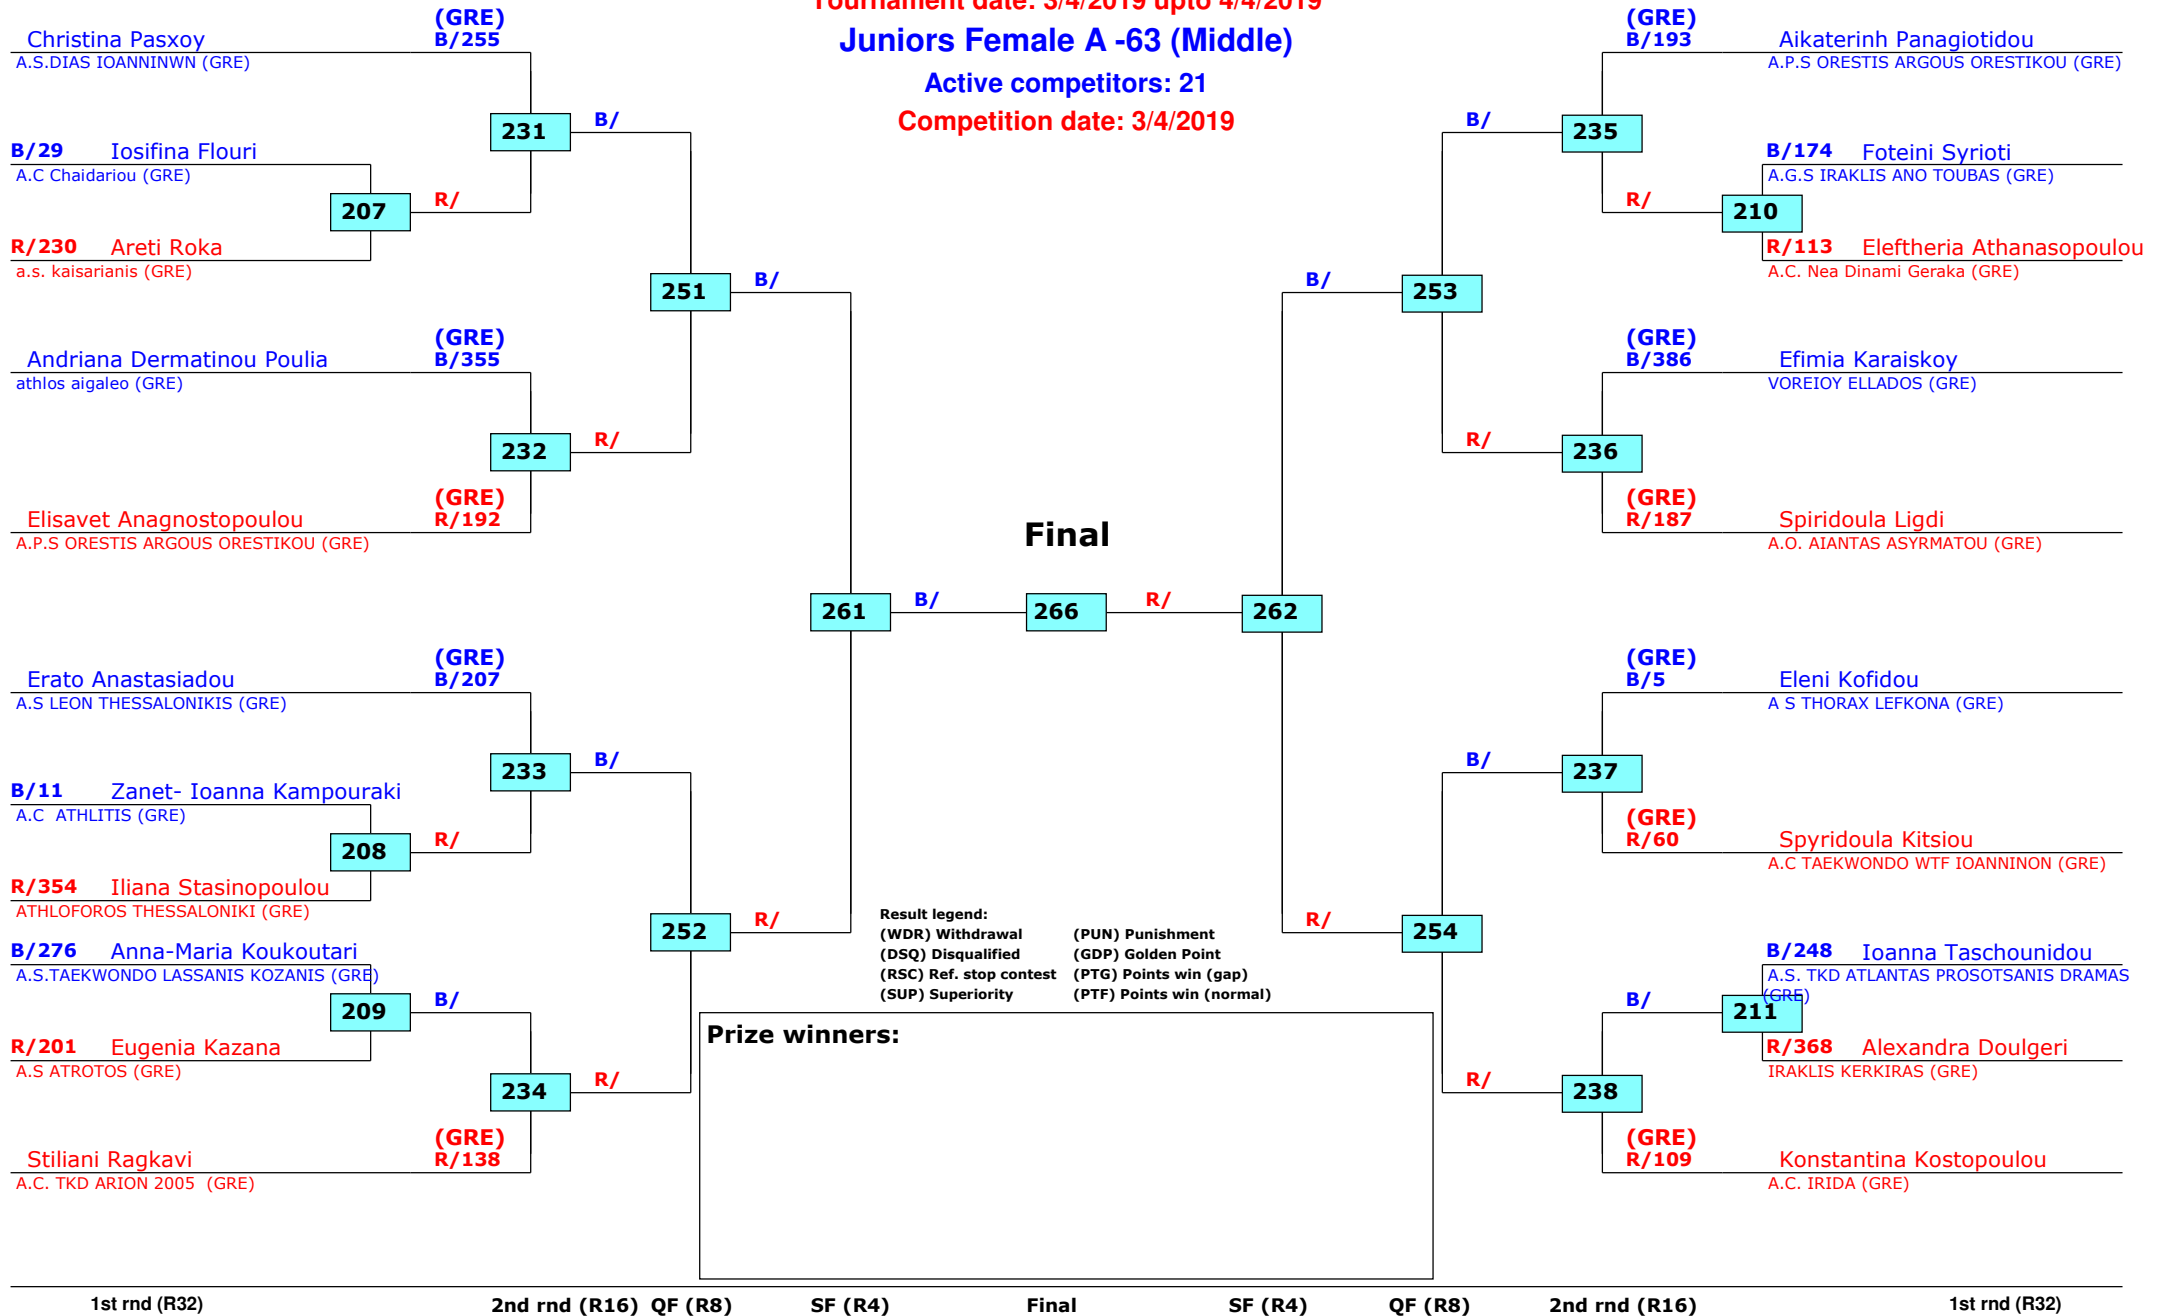 Tournament date: 3/4/2019 upto 4/4/2019
Juniors Female A -63 (Middle)
Active competitors: 21
Competition date: 3/4/2019
(GRE)
Christina Pasxoy B/255
A.S.DIAS IOANNINWN (GRE)
231 B/
B/29 Iosifina Flouri
A.C Chaidariou (GRE)
207 R/
R/230 Areti Roka
a.s. kaisarianis (GRE)
251 B/
(GRE)
Andriana Dermatinou Poulia B/355
athlos aigaleo (GRE)
232 R/
(GRE)
Elisavet Anagnostopoulou R/192
A.P.S ORESTIS ARGOUS ORESTIKOU (GRE)
261 B/
(GRE)
Erato Anastasiadou B/207
A.S LEON THESSALONIKIS (GRE)
233 B/
B/11 Zanet- Ioanna Kampouraki
A.C ATHLITIS (GRE)
208 R/
R/354 Iliana Stasinopoulou
ATHLOFOROS THESSALONIKI (GRE)
252 R/
B/276 Anna-Maria Koukoutari
A.S.TAEKWONDO LASSANIS KOZANIS (GRE)
209 B/
R/201 Eugenia Kazana
A.S ATROTOS (GRE)
234 R/
(GRE)
Stiliani Ragkavi R/138
A.C. TKD ARION 2005 (GRE)
Final
266
(GRE)
B/193 Aikaterinh Panagiotidou
A.P.S ORESTIS ARGOUS ORESTIKOU (GRE)
B/ 235
B/174 Foteini Syrioti
A.G.S IRAKLIS ANO TOUBAS (GRE)
R/ 210
R/113 Eleftheria Athanasopoulou
A.C. Nea Dinami Geraka (GRE)
B/ 253
(GRE)
B/386 Efimia Karaiskoy
VOREIOY ELLADOS (GRE)
R/ 236
(GRE)
R/187 Spiridoula Ligdi
A.O. AIANTAS ASYRMATOU (GRE)
R/ 262
(GRE)
B/5 Eleni Kofidou
A S THORAX LEFKONA (GRE)
B/ 237
(GRE)
R/60 Spyridoula Kitsiou
A.C TAEKWONDO WTF IOANNINON (GRE)
R/ 254
B/248 Ioanna Taschounidou
A.S. TKD ATLANTAS PROSOTSANIS DRAMAS
(GRE)
B/ 211
R/368 Alexandra Doulgeri
IRAKLIS KERKIRAS (GRE)
R/ 238
(GRE)
R/109 Konstantina Kostopoulou
A.C. IRIDA (GRE)
Result legend:
(WDR) Withdrawal (PUN) Punishment
(DSQ) Disqualified (GDP) Golden Point
(RSC) Ref. stop contest (PTG) Points win (gap)
(SUP) Superiority (PTF) Points win (normal)
Prize winners:
1st rnd (R32) 2nd rnd (R16) QF (R8) SF (R4) Final SF (R4) QF (R8) 2nd rnd (R16) 1st rnd (R32)